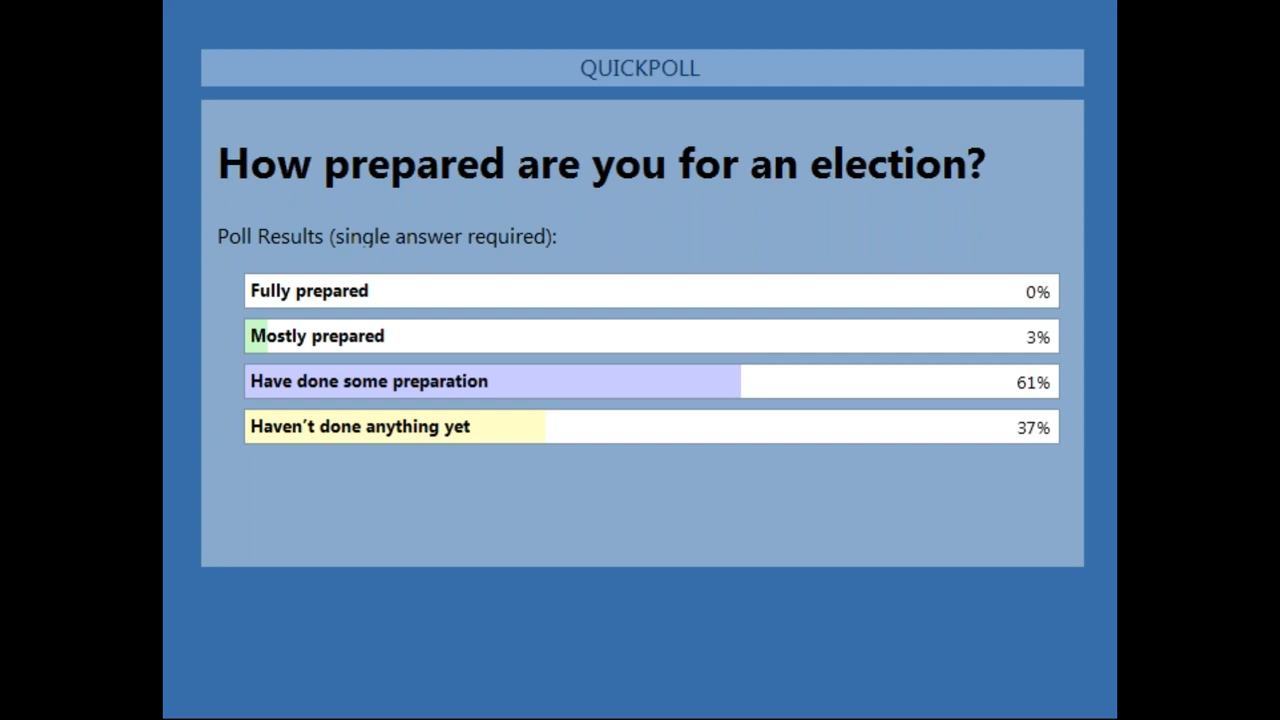 QUICKPOLL
How prepared are you for an election?
Poll Results (single answer required):
Fully prepared 0%
Mostly prepared 3%
Have done some preparation 61%
Haven’t done anything yet 37%